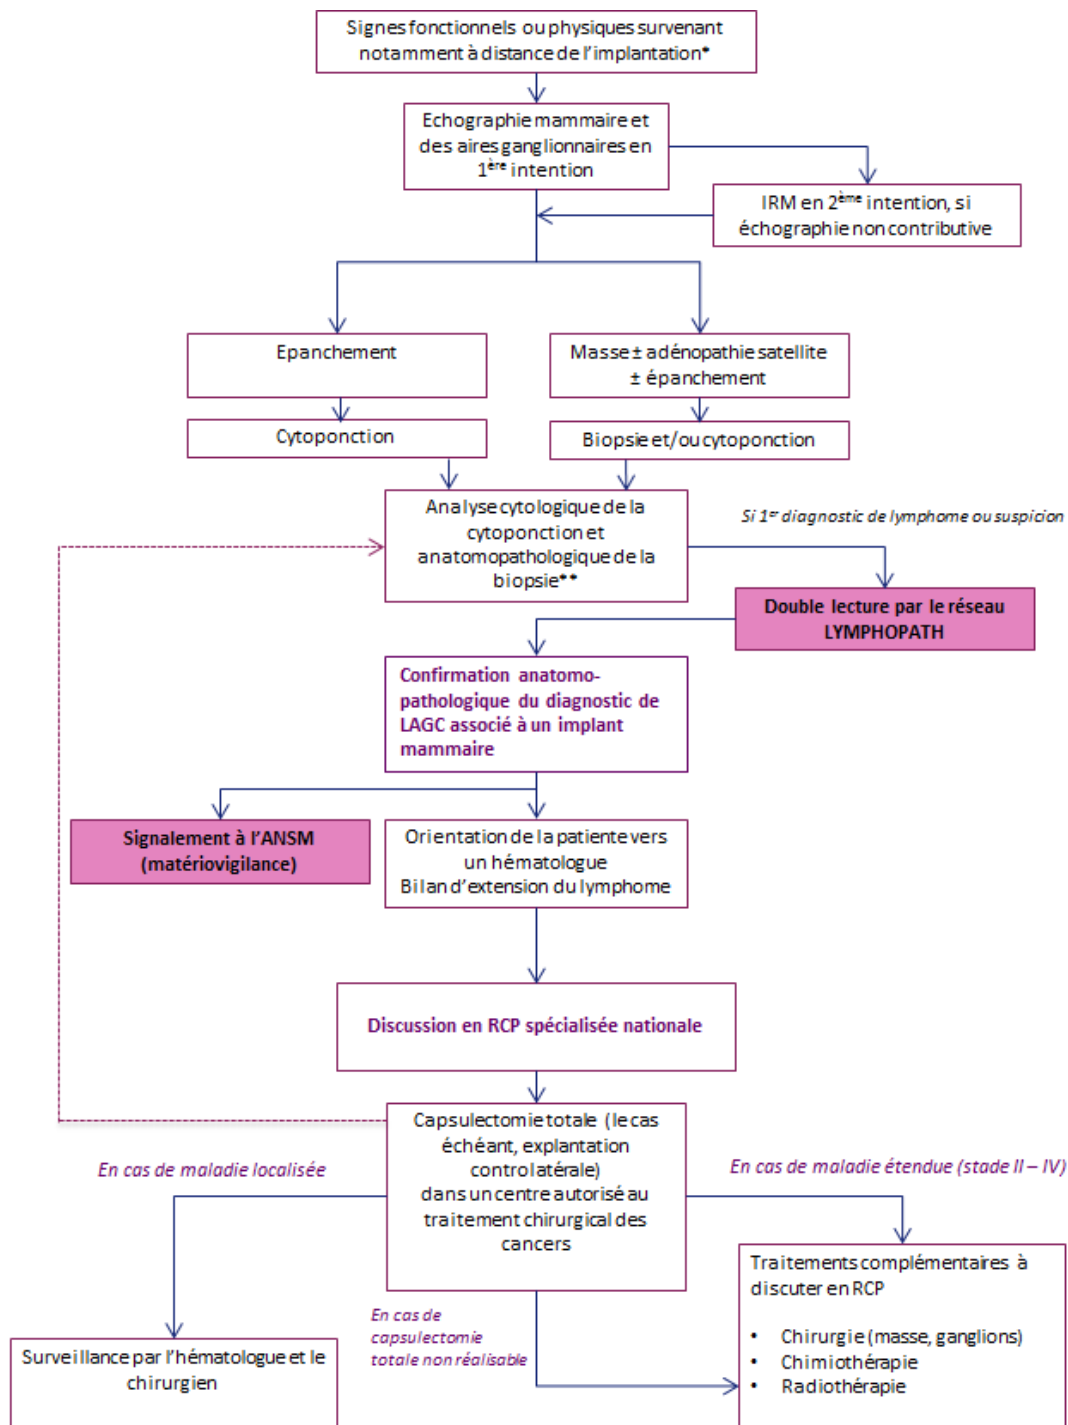 Signes fonctionnels ou physiques survenant
notamment à distance de l'implantation*
Echographie mammaire et
des aires ganglionnaires en
1ère intention
IRM en 2ème intention, si
échographie non contributive
Epanchement
Masse ± adénopathie satellite
± épanchement
Cytoponction
Biopsie et/ou cytoponction
Analyse cytologique de la
cytoponction et
anatomopathologique de la
biopsie**
Si 1er diagnostic de lymphome ou suspicion
Double lecture par le réseau
LYMPHOPATH
Confirmation anatomo-
pathologique du diagnostic de
LAGC associé à un implant
mammaire
Signalement à l'ANSM
(matériovigilance)
Orientation de la patiente vers
un hématologue
Bilan d'extension du lymphome
Discussion en RCP spécialisée nationale
Capsulectomie totale (le cas
échéant, explantation
controlatérale)
dans un centre autorisé au
traitement chirurgical des
cancers
En cas de maladie localisée
En cas de maladie étendue (stade II – IV)
En cas de
capsulectomie
totale non réalisable
Traitements complémentaires à
discuter en RCP
• Chirurgie (masse, ganglions)
• Chimiothérapie
• Radiothérapie
Surveillance par l'hématologue et le
chirurgien